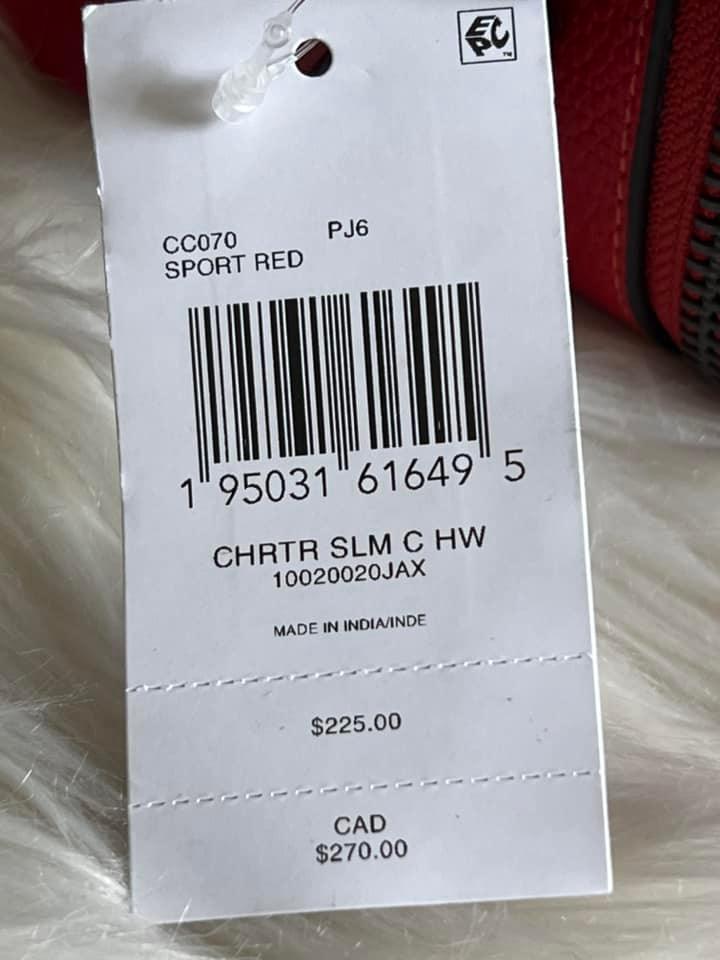 EPC™
CC070 PJ6
SPORT RED
1 95031 61649 5
CHRTR SLM C HW
10020020JAX
MADE IN INDIA/INDE
$225.00
CAD
$270.00